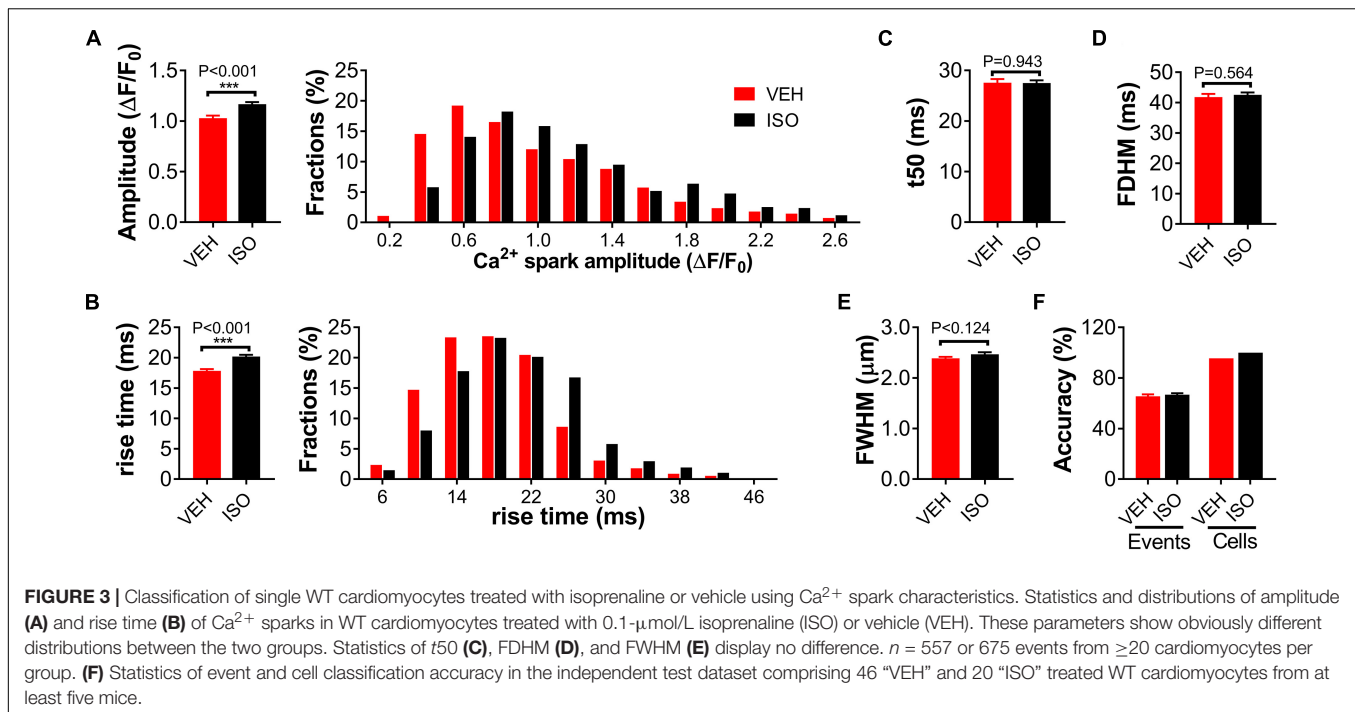 A
Amplitude (ΔF/F0)
1.5
1.0
0.5
0.0
P<0.001
***
VEH
ISO
Fractions (%)
25
20
15
10
5
0
VEH
ISO
0.2 0.6 1.0 1.4 1.8 2.2 2.6
Ca2+ spark amplitude (ΔF/F0)
C
t50 (ms)
30
20
10
0
P=0.943
VEH
ISO
D
FDHM (ms)
50
40
30
20
10
0
P=0.564
VEH
ISO
B
rise time (ms)
25
20
15
10
5
0
P<0.001
***
VEH
ISO
Fractions (%)
25
20
15
10
5
0
6 14 22 30 38 46
rise time (ms)
E
FWHM (μm)
3.0
2.0
1.0
0.0
P<0.124
VEH
ISO
F
Accuracy (%)
120
80
40
0
VEH
ISO
VEH
ISO
Events Cells
FIGURE 3 | Classification of single WT cardiomyocytes treated with isoprenaline or vehicle using Ca2+ spark characteristics. Statistics and distributions of amplitude
(A) and rise time (B) of Ca2+ sparks in WT cardiomyocytes treated with 0.1-μmol/L isoprenaline (ISO) or vehicle (VEH). These parameters show obviously different
distributions between the two groups. Statistics of t50 (C), FDHM (D), and FWHM (E) display no difference. n = 557 or 675 events from ≥20 cardiomyocytes per
group. (F) Statistics of event and cell classification accuracy in the independent test dataset comprising 46 “VEH” and 20 “ISO” treated WT cardiomyocytes from at
least five mice.